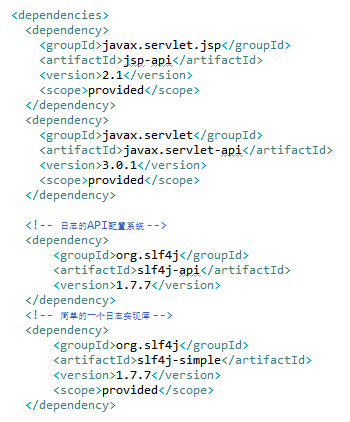 <dependencies>
<dependency>
<groupId>javax.servlet.jsp</groupId>
<artifactId>jsp-api</artifactId>
<version>2.1</version>
<scope>provided</scope>
</dependency>
<dependency>
<groupId>javax.servlet</groupId>
<artifactId>javax.servlet-api</artifactId>
<version>3.0.1</version>
<scope>provided</scope>
</dependency>
<!-- 日志的API配置系统 -->
<dependency>
<groupId>org.slf4j</groupId>
<artifactId>slf4j-api</artifactId>
<version>1.7.7</version>
</dependency>
<!-- 简单的一个日志实现库 -->
<dependency>
<groupId>org.slf4j</groupId>
<artifactId>slf4j-simple</artifactId>
<version>1.7.7</version>
<scope>provided</scope>
</dependency>